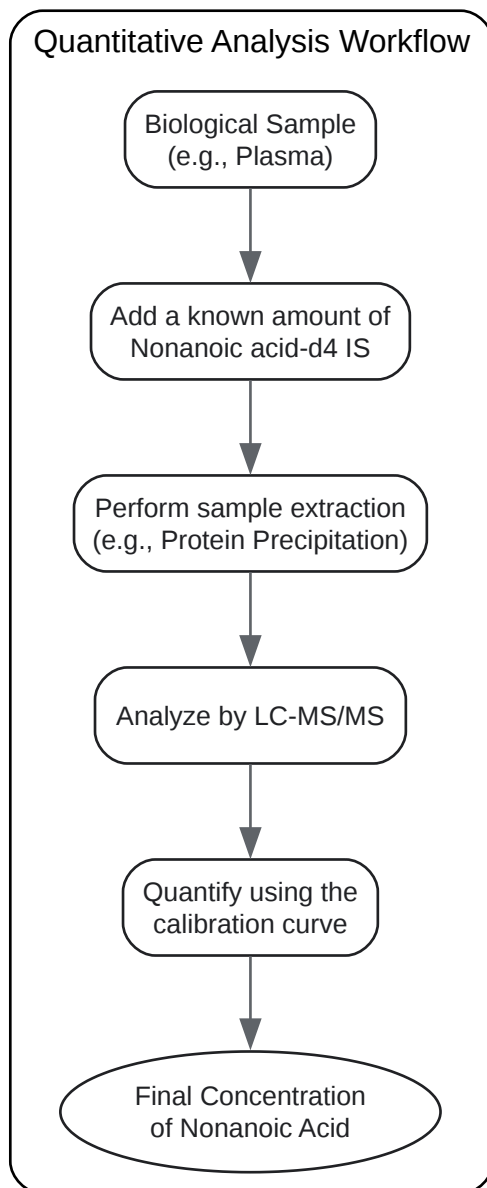 Quantitative Analysis Workflow
Biological Sample
(e.g., Plasma)
Add a known amount of
Nonanoic acid-d4 IS
Perform sample extraction
(e.g., Protein Precipitation)
Analyze by LC-MS/MS
Quantify using the
calibration curve
Final Concentration
of Nonanoic Acid